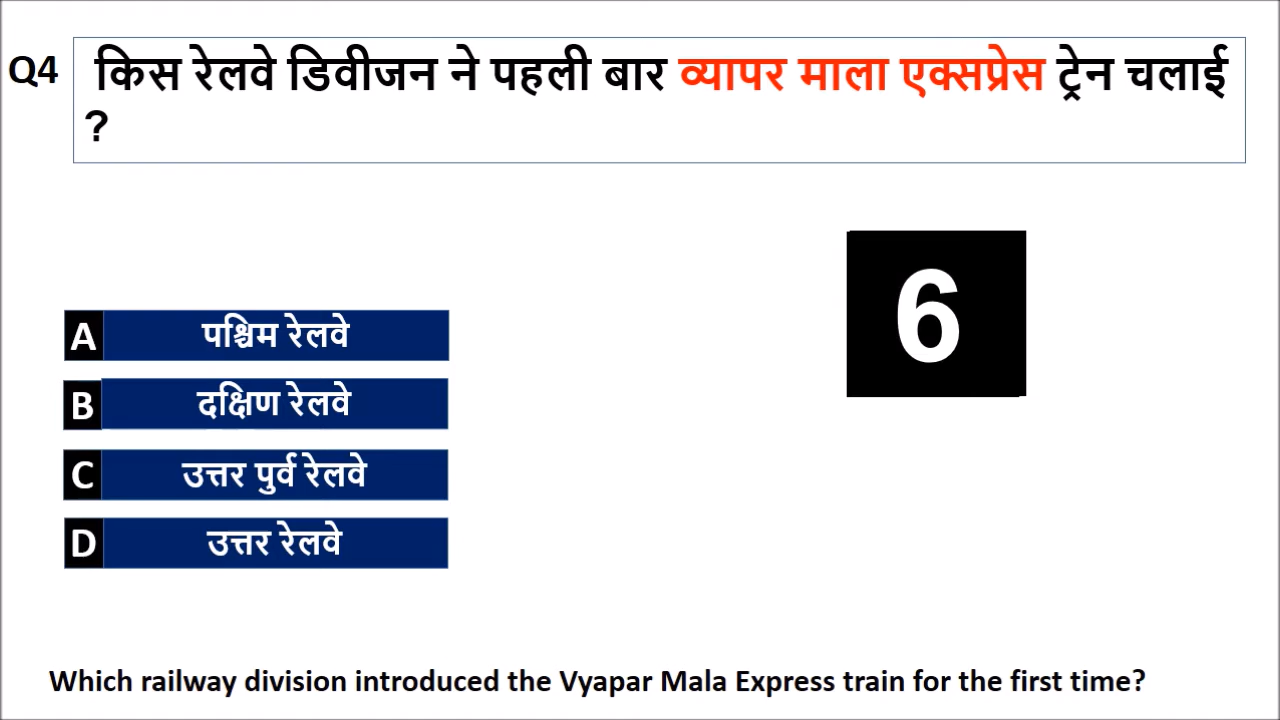 Q4 किस रेलवे डिवीजन ने पहली बार व्यापर माला एक्सप्रेस ट्रेन चलाई
?
6
A पश्चिम रेलवे
B दक्षिण रेलवे
C उत्तर पुर्व रेलवे
D उत्तर रेलवे
Which railway division introduced the Vyapar Mala Express train for the first time?